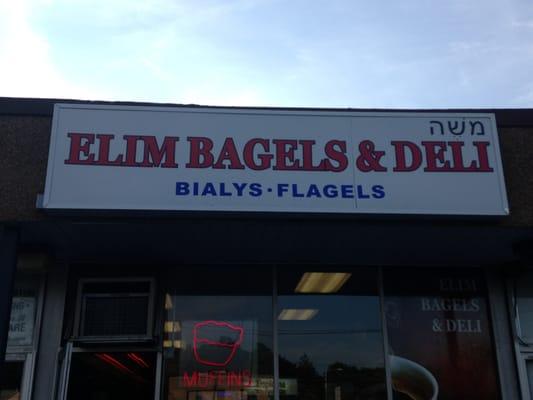 משה
ELIM BAGELS & DELI
BIALYS · FLAGELS
ELIM
BAGELS
& DELI
MUFFINS